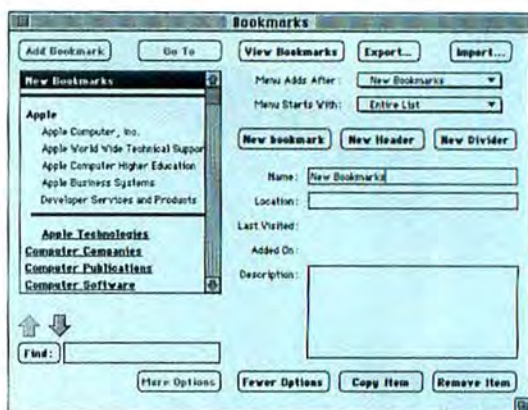 Bookmarks
Add Bookmark
Go To
View Bookmarks
Export...
Import...
New Bookmarks
Apple
Apple Computer, Inc.
Apple World Wide Technical Suppor
Apple Computer Higher Education
Apple Business Systems
Developer Services and Products
Apple Technologies
Computer Companies
Computer Publications
Computer Software
Find:
More Options
Menu Adds After: New Bookmarks
Menu Starts With: Entire List
New bookmark
New Header
New Divider
Name: New Bookmarks
Location:
Last Visited:
Added On:
Description:
Fewer Options
Copy Item
Remove Item